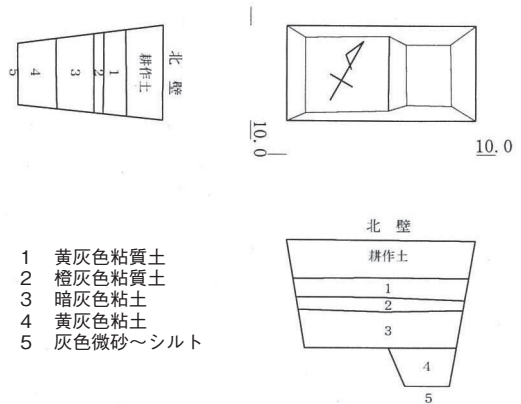 北壁
耕作土
1
2
3
4
5
10.0
10.0
北 壁
耕作土
1
2
3
4
5
1 黄灰色粘質土
2 橙灰色粘質土
3 暗灰色粘土
4 黄灰色粘土
5 灰色微砂～シルト